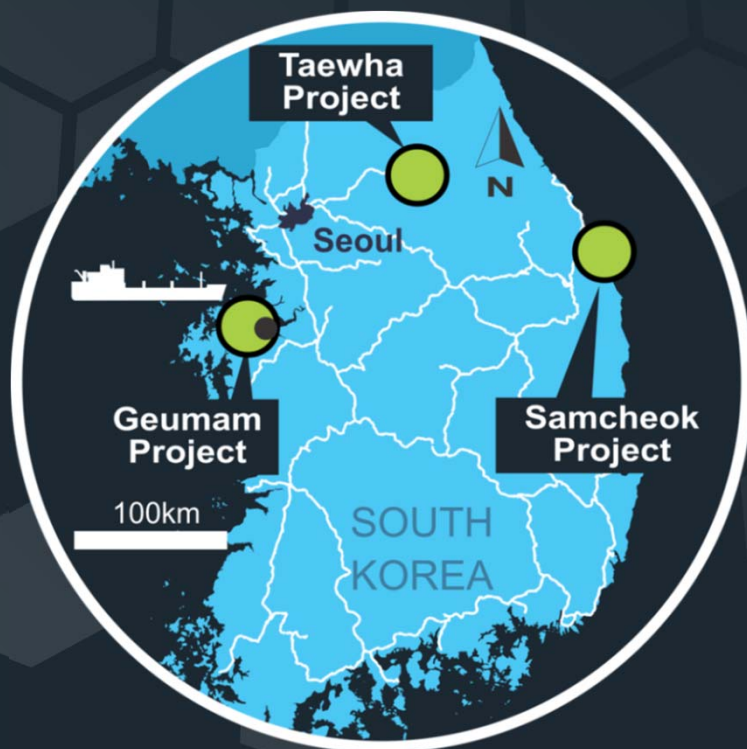 Taewha
Project
N
Seoul
Geumam
Project
Samcheok
Project
100km
SOUTH
KOREA